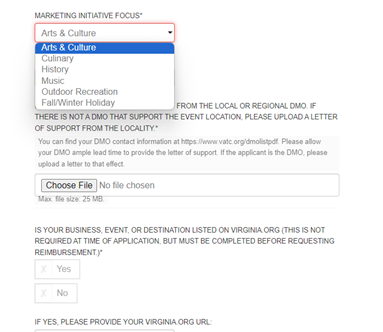 MARKETING INITIATIVE FOCUS*
Arts & Culture
Arts & Culture
Culinary
History
Music
Outdoor Recreation
Fall/Winter Holiday
FROM THE LOCAL OR REGIONAL DMO. IF
THERE IS NOT A DMO THAT SUPPORT THE EVENT LOCATION, PLEASE UPLOAD A LETTER
OF SUPPORT FROM THE LOCALITY.*
You can find your DMO contact information at https://www.vatc.org/dmolistpdf. Please allow
your DMO ample lead time to provide the letter of support. If the applicant is the DMO, please
upload a letter to that effect.
Choose File No file chosen
Max. file size: 25 MB.
IS YOUR BUSINESS, EVENT, OR DESTINATION LISTED ON VIRGINIA.ORG (THIS IS NOT
REQUIRED AT TIME OF APPLICATION, BUT MUST BE COMPLETED BEFORE REQUESTING
REIMBURSEMENT.)*
X Yes
X No
IF YES, PLEASE PROVIDE YOUR VIRGINIA.ORG URL: